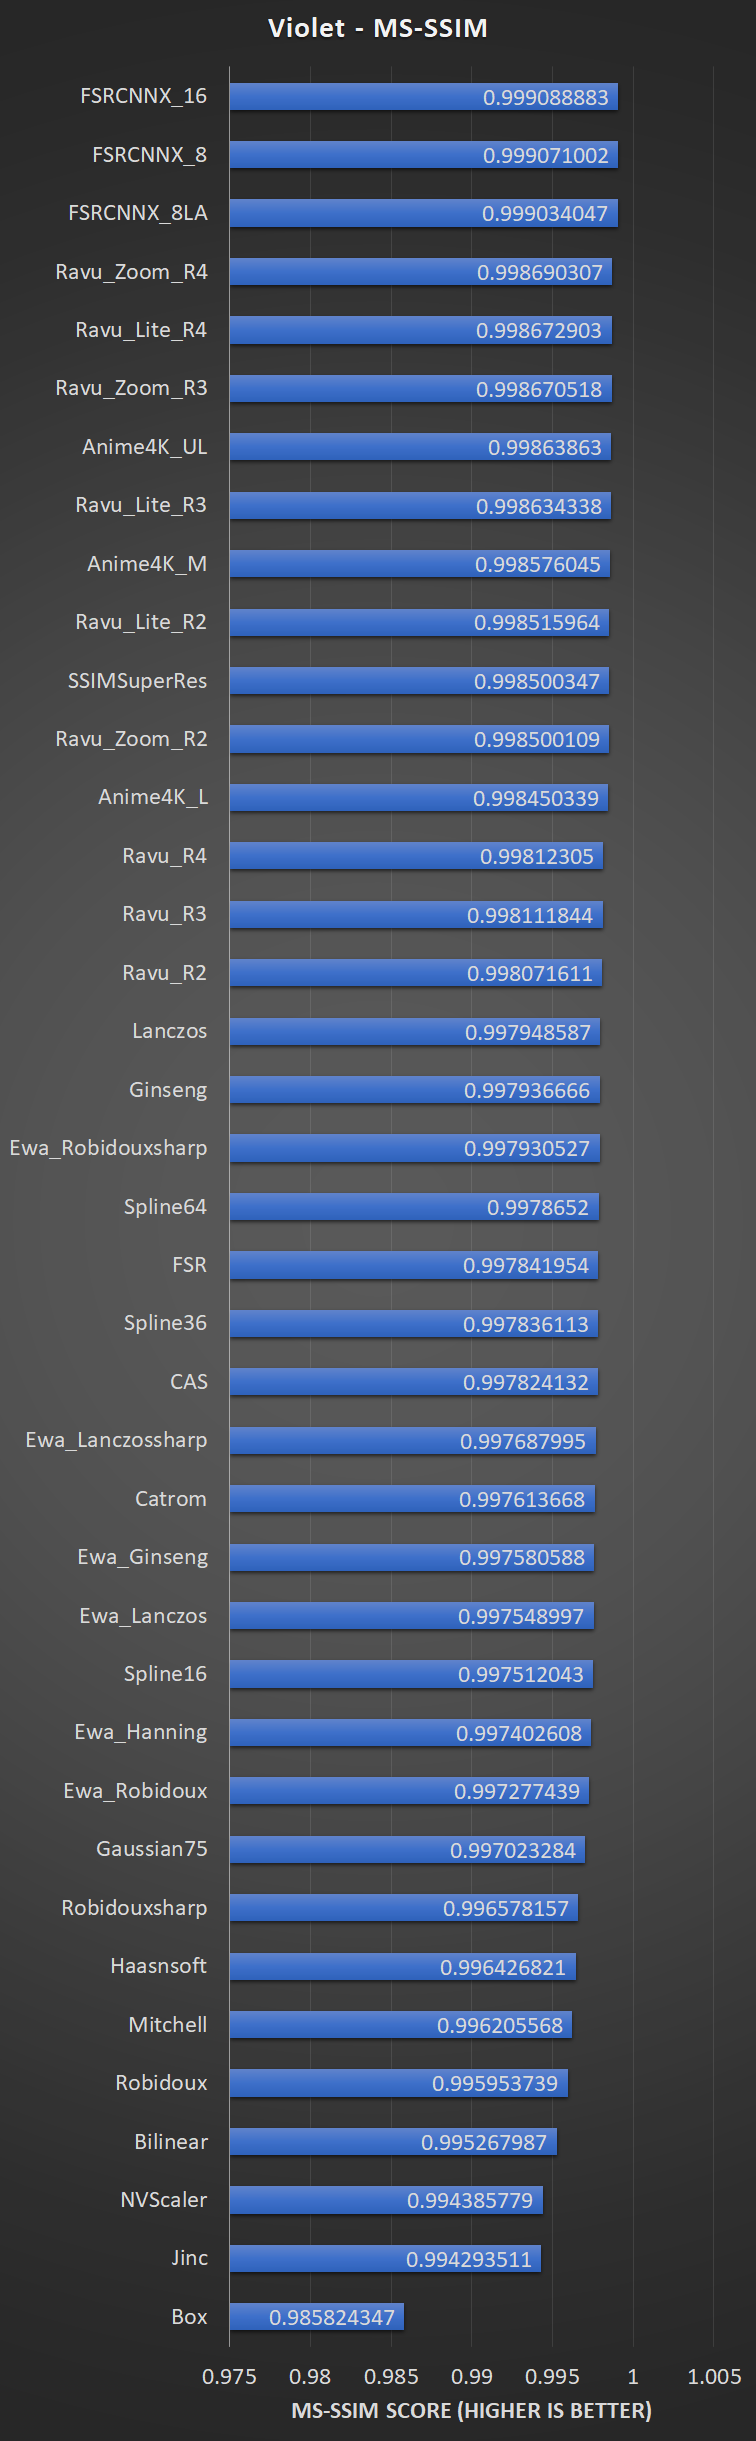 Violet - MS-SSIM
FSRCNNX_16 0.999088883
FSRCNNX_8 0.999071002
FSRCNNX_8LA 0.999034047
Ravu_Zoom_R4 0.998690307
Ravu_Lite_R4 0.998672903
Ravu_Zoom_R3 0.998670518
Anime4K_UL 0.99863863
Ravu_Lite_R3 0.998634338
Anime4K_M 0.998576045
Ravu_Lite_R2 0.998515964
SSIMSuperRes 0.998500347
Ravu_Zoom_R2 0.998500109
Anime4K_L 0.998450339
Ravu_R4 0.99812305
Ravu_R3 0.998111844
Ravu_R2 0.998071611
Lanczos 0.997948587
Ginseng 0.997936666
Ewa_Robidouxsharp 0.997930527
Spline64 0.9978652
FSR 0.997841954
Spline36 0.997836113
CAS 0.997824132
Ewa_Lanczossharp 0.997687995
Catrom 0.997613668
Ewa_Ginseng 0.997580588
Ewa_Lanczos 0.997548997
Spline16 0.997512043
Ewa_Hanning 0.997402608
Ewa_Robidoux 0.997277439
Gaussian75 0.997023284
Robidouxsharp 0.996578157
Haasnsoft 0.996426821
Mitchell 0.996205568
Robidoux 0.995953739
Bilinear 0.995267987
NVScaler 0.994385779
Jinc 0.994293511
Box 0.985824347
0.975 0.98 0.985 0.99 0.995 1 1.005
MS-SSIM SCORE (HIGHER IS BETTER)